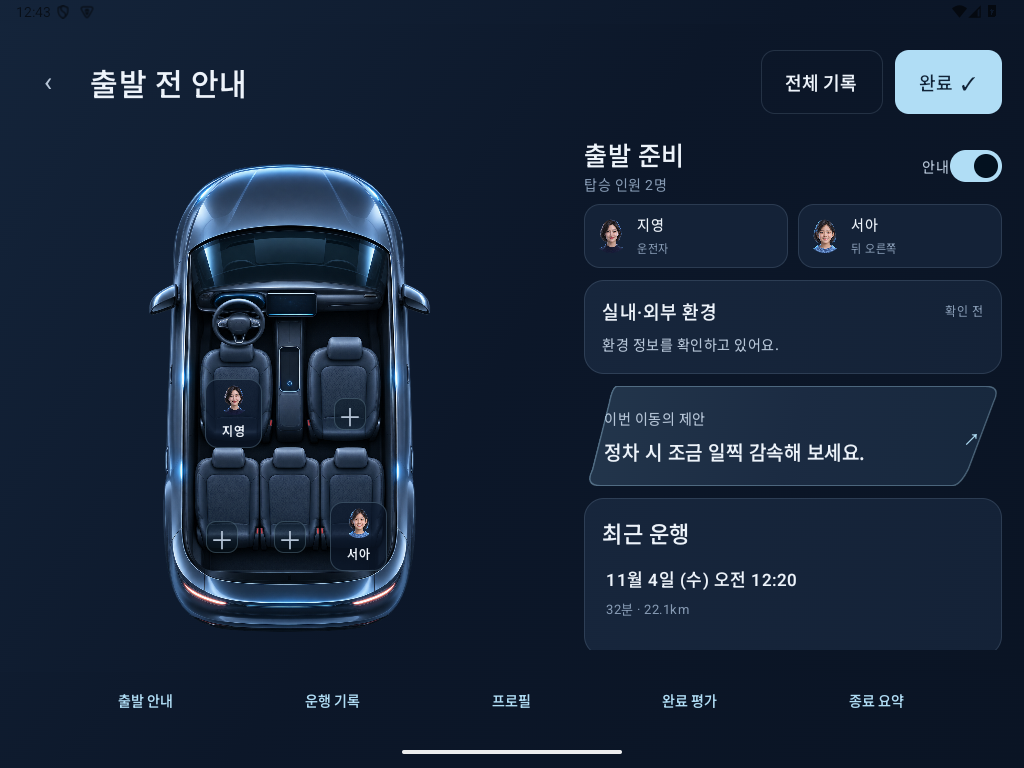 12:43
출발 전 안내
전체 기록
완료 ✓
출발 준비
탑승 인원 2명
안내
지영
운전자
서아
뒤 오른쪽
실내·외부 환경
확인 전
환경 정보를 확인하고 있어요.
이번 이동의 제안
정차 시 조금 일찍 감속해 보세요.
최근 운행
11월 4일 (수) 오전 12:20
32분 · 22.1km
지영
서아
출발 안내
운행 기록
프로필
완료 평가
종료 요약